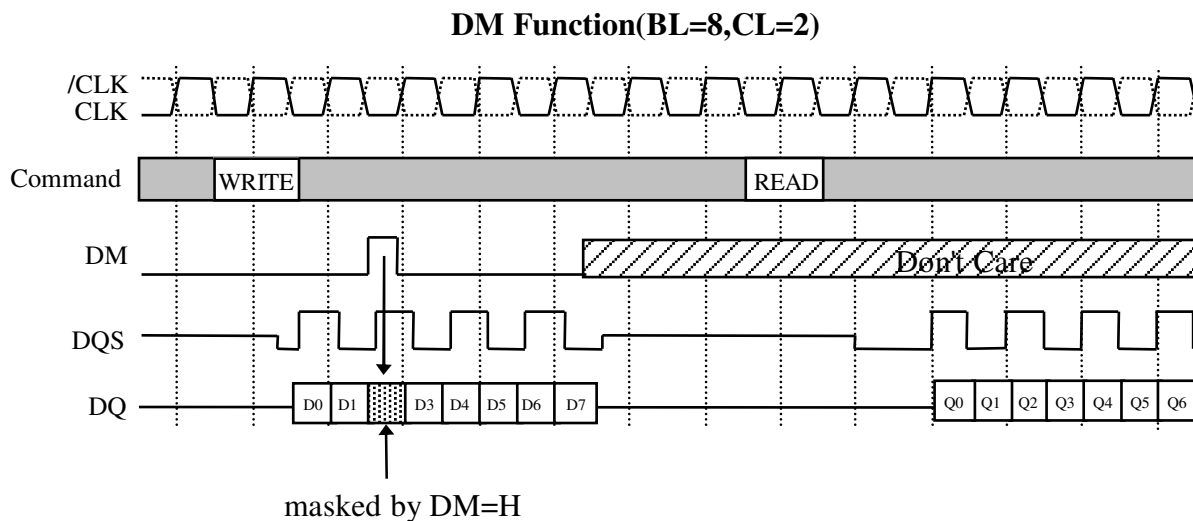 DM Function(BL=8,CL=2)
/CLK
CLK
Command WRITE READ
DM Don't Care
DQS
DQ D0 D1 D3 D4 D5 D6 D7 Q0 Q1 Q2 Q3 Q4 Q5 Q6
masked by DM=H